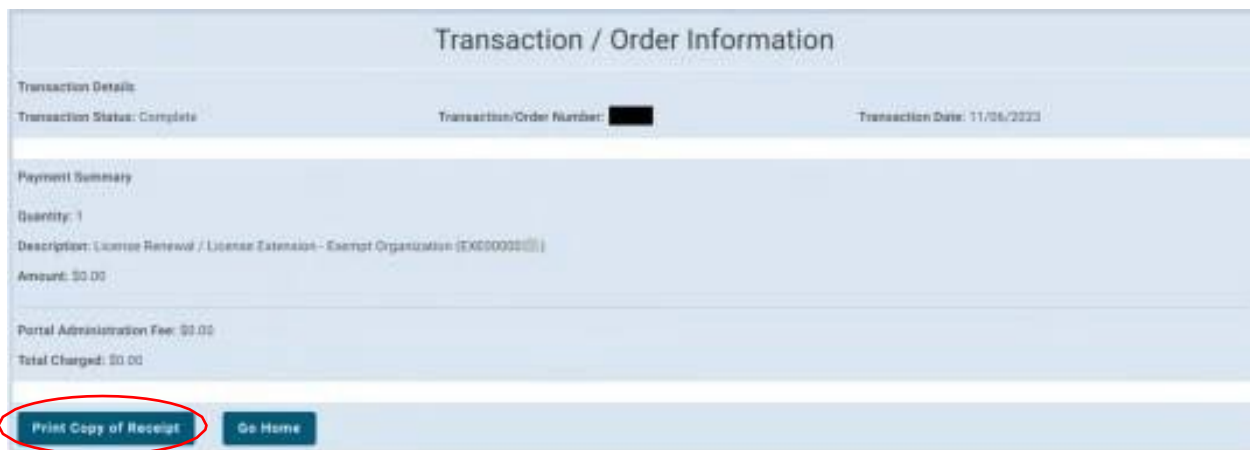 Transaction / Order Information
Transaction Details
Transaction Status: Complete Transaction/Order Number: Transaction Date: 11/06/2023
Payment Summary
Quantity: 1
Description: License Renewal / License Extension - Exempt Organization
Amount: $0.00
Portal Administration Fee: $0.00
Total Charged: $0.00
Print Copy of Receipt Go Home